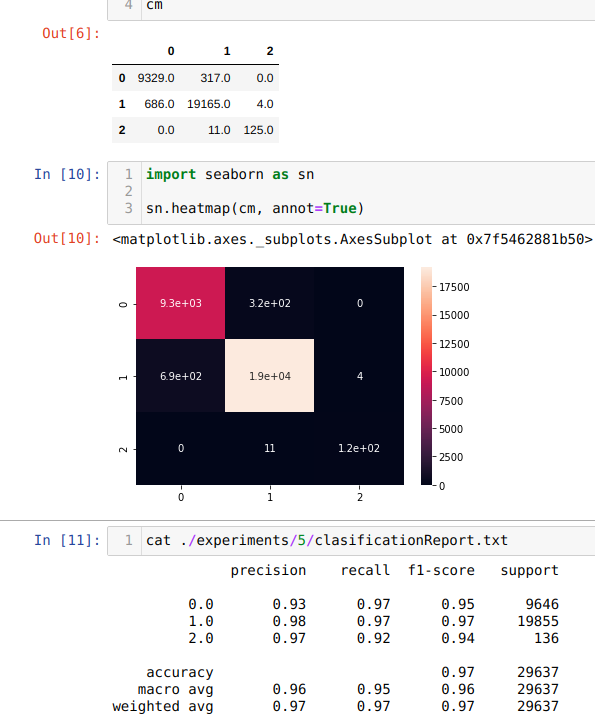 4 cm
Out[6]:
0 1 2
0 9329.0 317.0 0.0
1 686.0 19165.0 4.0
2 0.0 11.0 125.0
In [10]: 1 import seaborn as sn
2
3 sn.heatmap(cm, annot=True)
Out[10]: <matplotlib.axes._subplots.AxesSubplot at 0x7f5462881b50>
0 9.3e+03 3.2e+02 0
1 6.9e+02 1.9e+04 4
2 0 11 1.2e+02
0 1 2
17500
15000
12500
10000
7500
5000
2500
0
In [11]: 1 cat ./experiments/5/clasificationReport.txt
precision recall f1-score support
0.0 0.93 0.97 0.95 9646
1.0 0.98 0.97 0.97 19855
2.0 0.97 0.92 0.94 136
accuracy 0.97 29637
macro avg 0.96 0.95 0.96 29637
weighted avg 0.97 0.97 0.97 29637